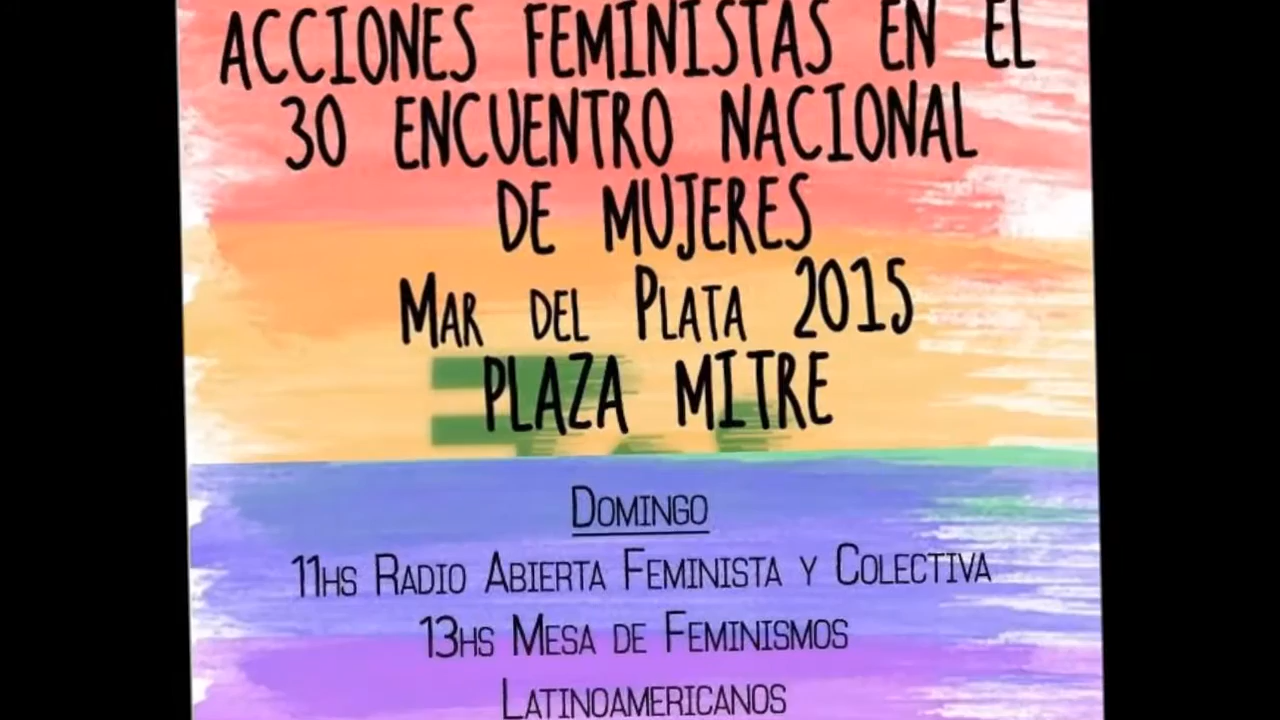 ACCIONES FEMINISTAS EN EL
30 ENCUENTRO NACIONAL
DE MUJERES
MAR DEL PLATA 2015
PLAZA MITRE
DOMINGO
11HS RADIO ABIERTA FEMINISTA Y COLECTIVA
13HS MESA DE FEMINISMOS
LATINOAMERICANOS